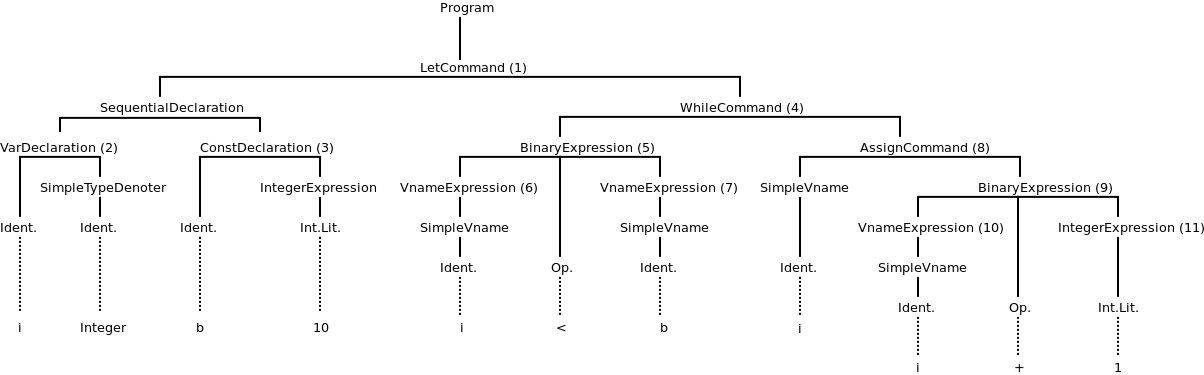 Program
LetCommand (1)
SequentialDeclaration WhileCommand (4)
VarDeclaration (2) ConstDeclaration (3) BinaryExpression (5) AssignCommand (8)
SimpleTypeDenoter IntegerExpression VnameExpression (6) VnameExpression (7) SimpleVname BinaryExpression (9)
Ident. Ident. Ident. Int.Lit. SimpleVname SimpleVname VnameExpression (10) IntegerExpression (11)
Ident. Op. Ident. Ident. SimpleVname
Ident. Op. Int.Lit.
i Integer b 10 i < b i
i + 1